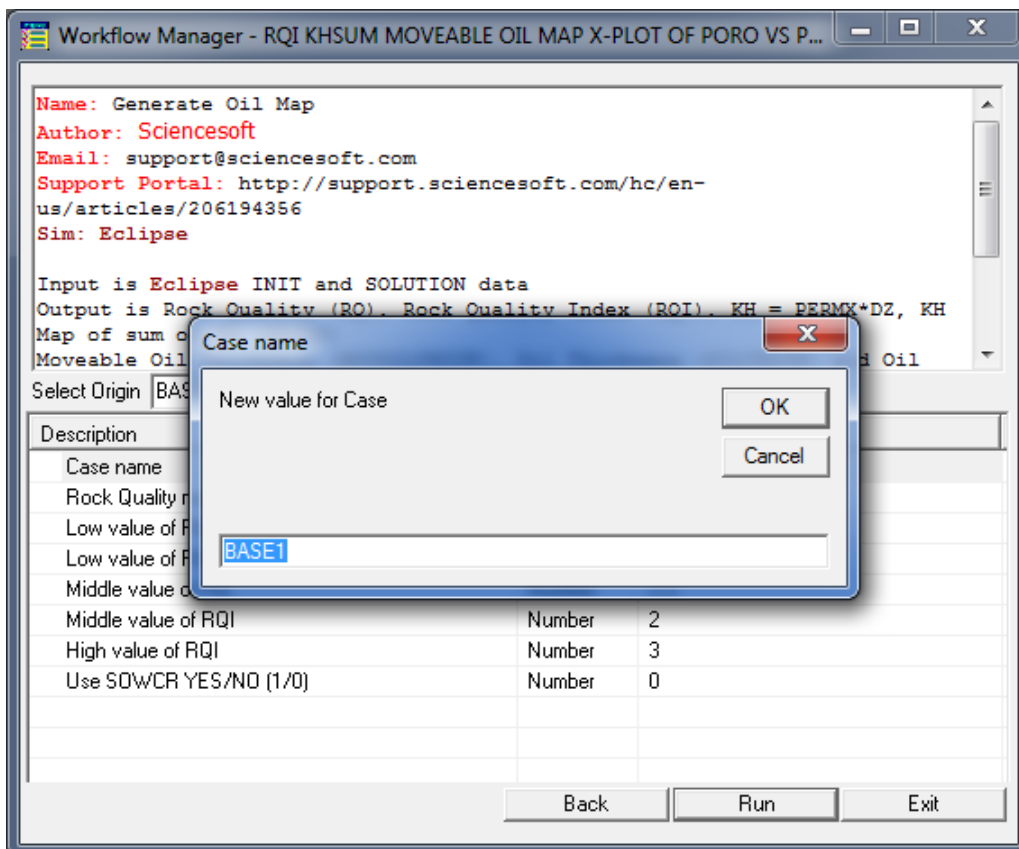 Workflow Manager - RQI KHSUM MOVEABLE OIL MAP X-PLOT OF PORO VS P...
Name: Generate Oil Map
Author: Sciencesoft
Email: support@sciencesoft.com
Support Portal: http://support.sciencesoft.com/hc/en-
us/articles/206194356
Sim: Eclipse
Input is Eclipse INIT and SOLUTION data
Output is Rock Quality (RQ), Rock Quality Index (RQI), KH = PERMX*DZ, KH
Map of sum o
Moveable Oil d Oil
Select Origin BAS
Case name
New value for Case
OK
Cancel
BASE1
Description
Case name
Rock Quality
Low value of
Low value of
Middle value
Middle value of RQI Number 2
High value of RQI Number 3
Use SOWCR YES/NO (1/0) Number 0
Back Run Exit